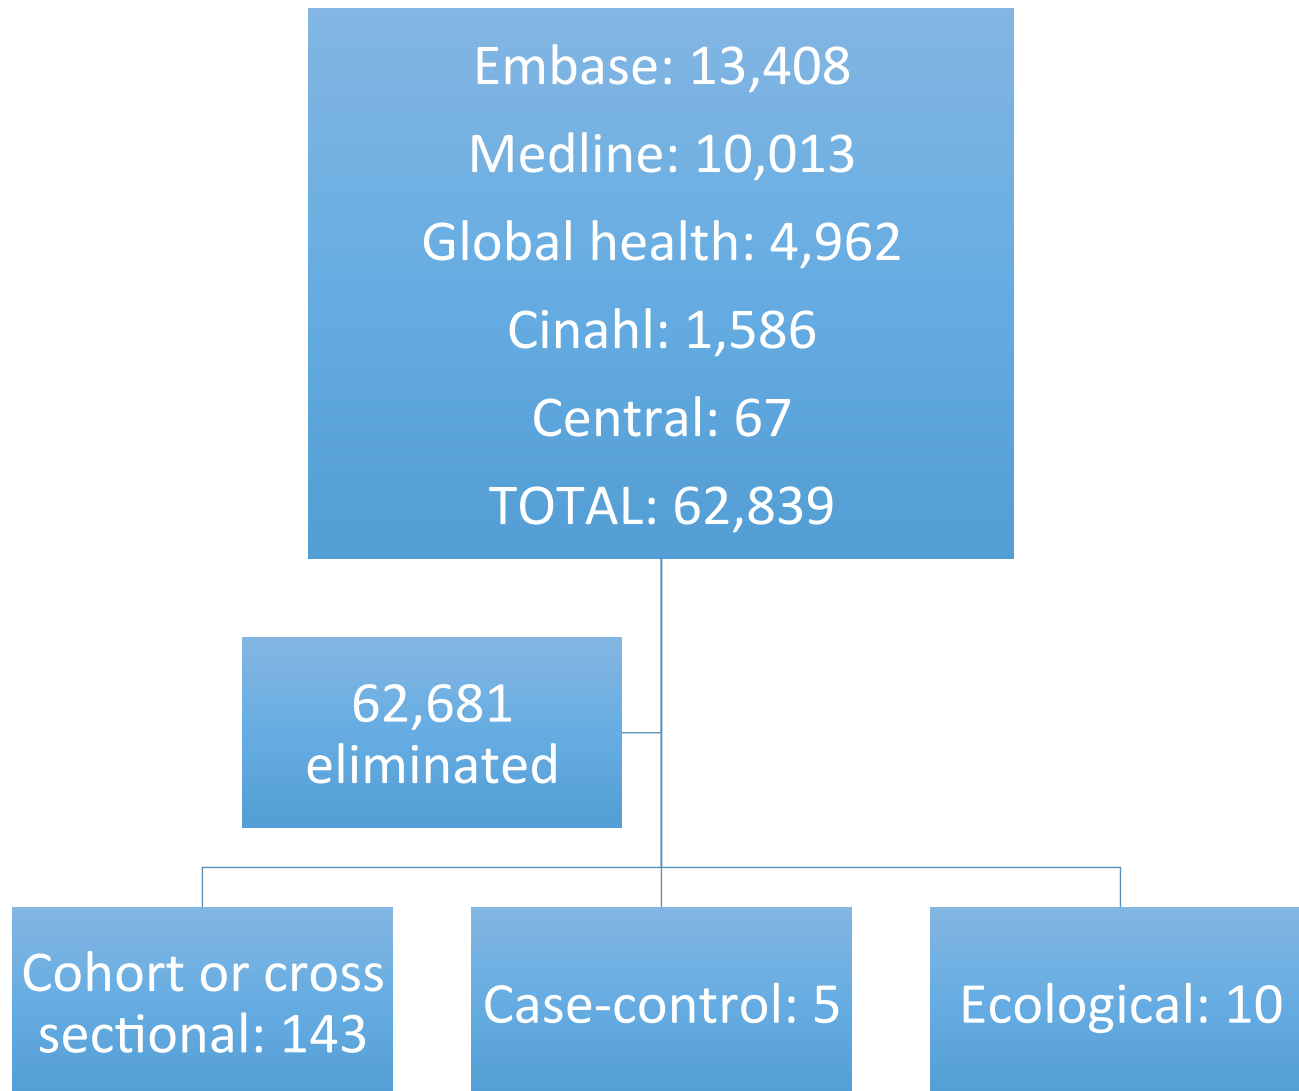 Embase: 13,408
Medline: 10,013
Global health: 4,962
Cinahl: 1,586
Central: 67
TOTAL: 62,839
62,681
eliminated
Cohort or cross
sectional: 143
Case-control: 5
Ecological: 10